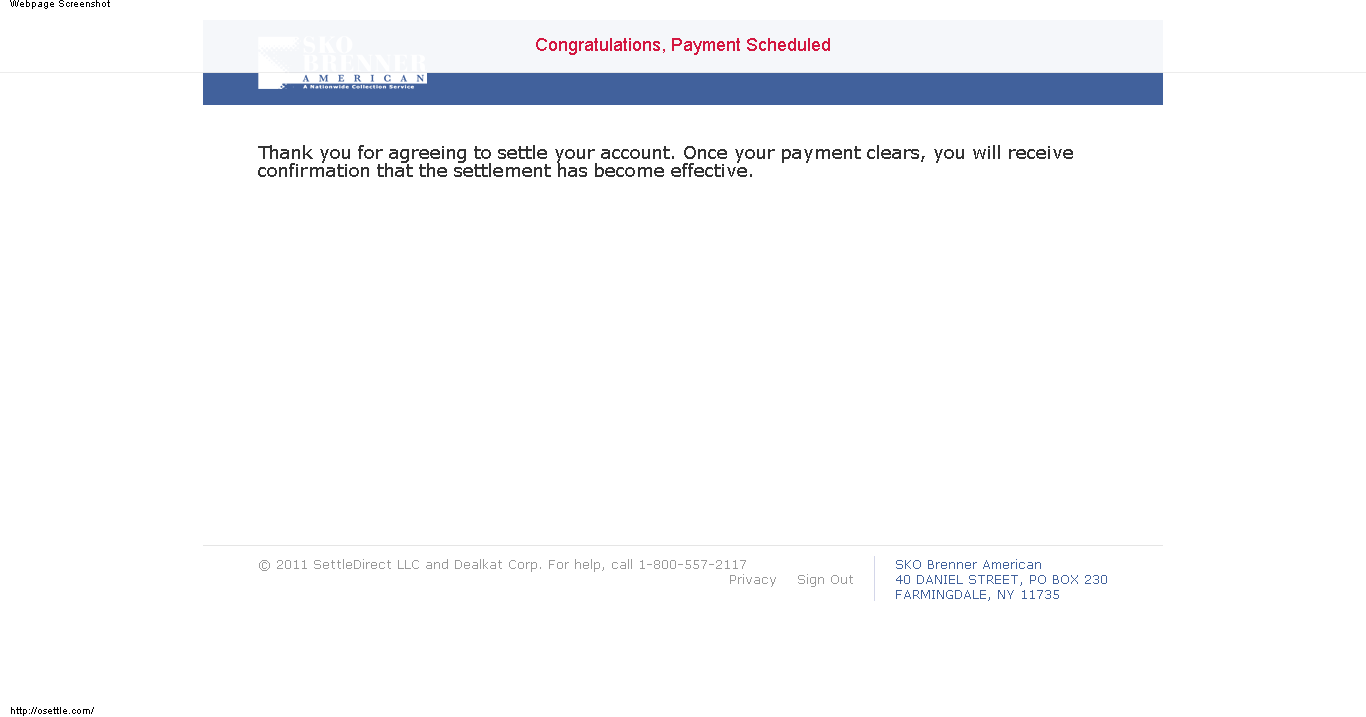 Webpage Screenshot
Congratulations, Payment Scheduled
SKO
BRENNER
AMERICAN
A Nationwide Collection Service
Thank you for agreeing to settle your account. Once your payment clears, you will receive
confirmation that the settlement has become effective.
© 2011 SettleDirect LLC and Dealkat Corp. For help, call 1-800-557-2117
Privacy Sign Out
SKO Brenner American
40 DANIEL STREET, PO BOX 230
FARMINGDALE, NY 11735
http://osettle.com/